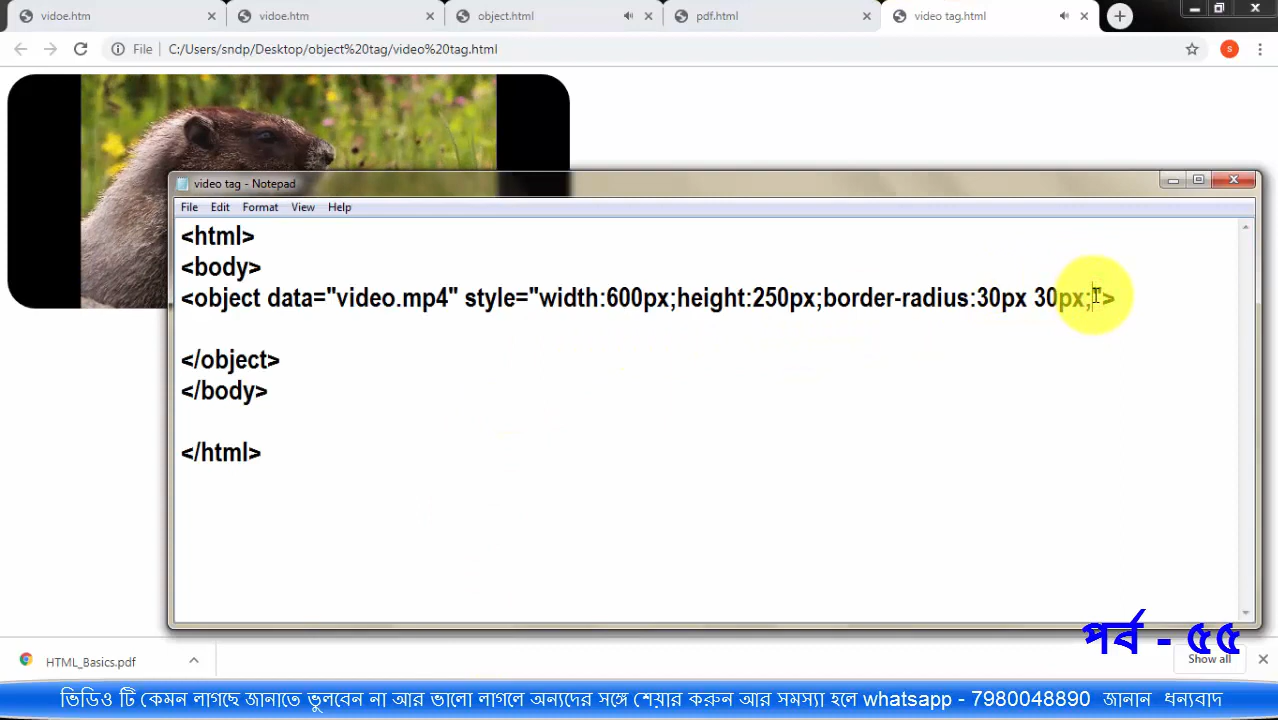 vidoe.htm
vidoe.htm
object.html
pdf.html
video tag.html
File
C:/Users/sndp/Desktop/object%20tag/video%20tag.html
s
video tag - Notepad
File Edit Format View Help
<html>
<body>
<object data="video.mp4" style="width:600px;height:250px;border-radius:30px 30px;">
</object>
</body>
</html>
পর্ব - ৫৫
HTML_Basics.pdf
Show all
ভিডিও টি কেমন লাগছে জানাতে ভুলবেন না আর ভালো লাগলে অন্যদের সঙ্গে শেয়ার করুন আর সমস্যা হলে whatsapp - 7980048890 জানান ধন্যবাদ